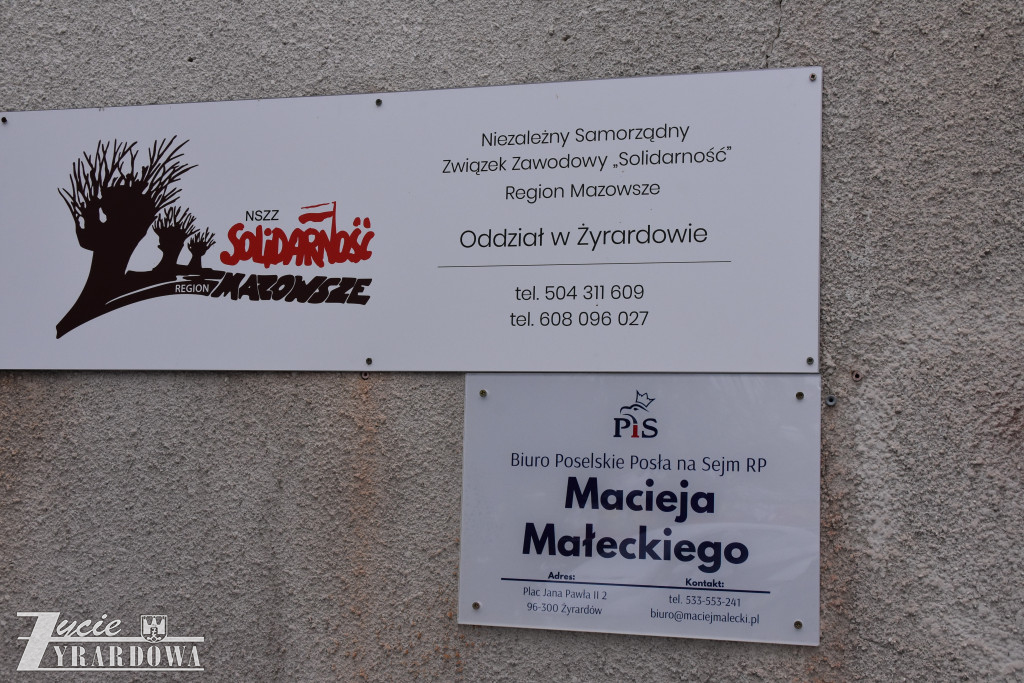 NSZZ
SOLIDARNOŚĆ
REGION MAZOWSZE
Niezależny Samorządny
Związek Zawodowy „Solidarność”
Region Mazowsze
Oddział w Żyrardowie
tel. 504 311 609
tel. 608 096 027
PiS
Biuro Poselskie Posła na Sejm RP
Macieja
Małeckiego
Adres:
Plac Jana Pawła II 2
96-300 Żyrardów
Kontakt:
tel. 533-553-241
biuro@maciejmalecki.pl
Życie
ŻYRARDOWA